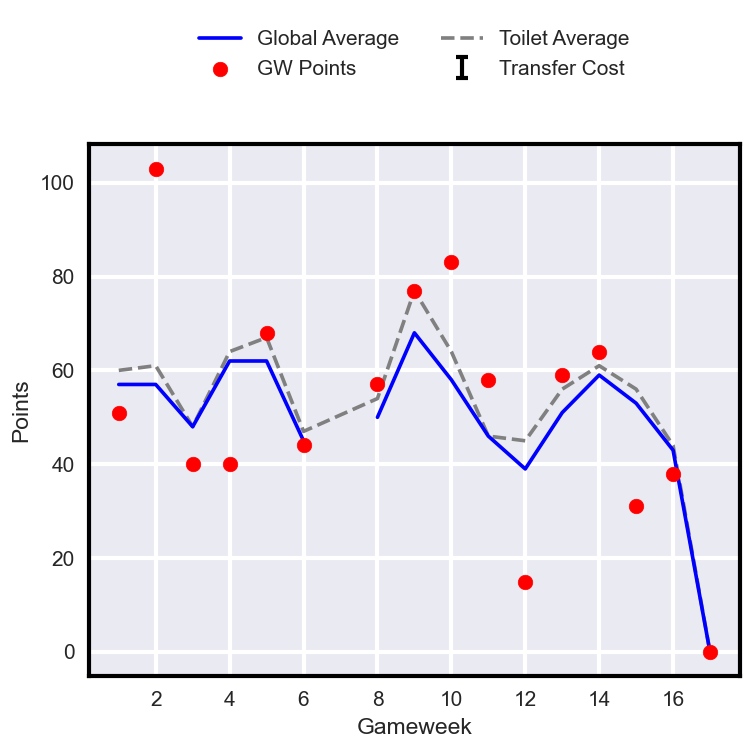 Global Average
Toilet Average
GW Points
Transfer Cost
100
80
60
40
20
0
Points
2 4 6 8 10 12 14 16
Gameweek